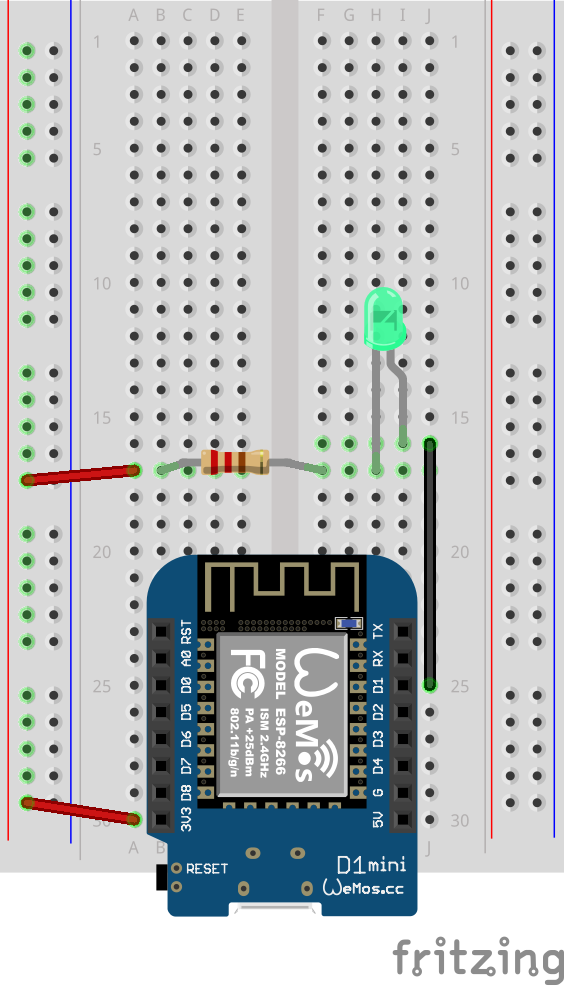 A B C D E F G H I J
1 1
5 5
10 10
15 15
20 20
25 25
30 30
A B J
RST TX
A0 RX
D0 D1
D5 D2
D6 D3
D7 D4
D8 G
3V3 5V
WeMos
MODEL ESP-8266
ISM 2.4GHz
PA +25dBm
802.11b/g/n
FC
RESET
D1mini
WeMos.cc
fritzing